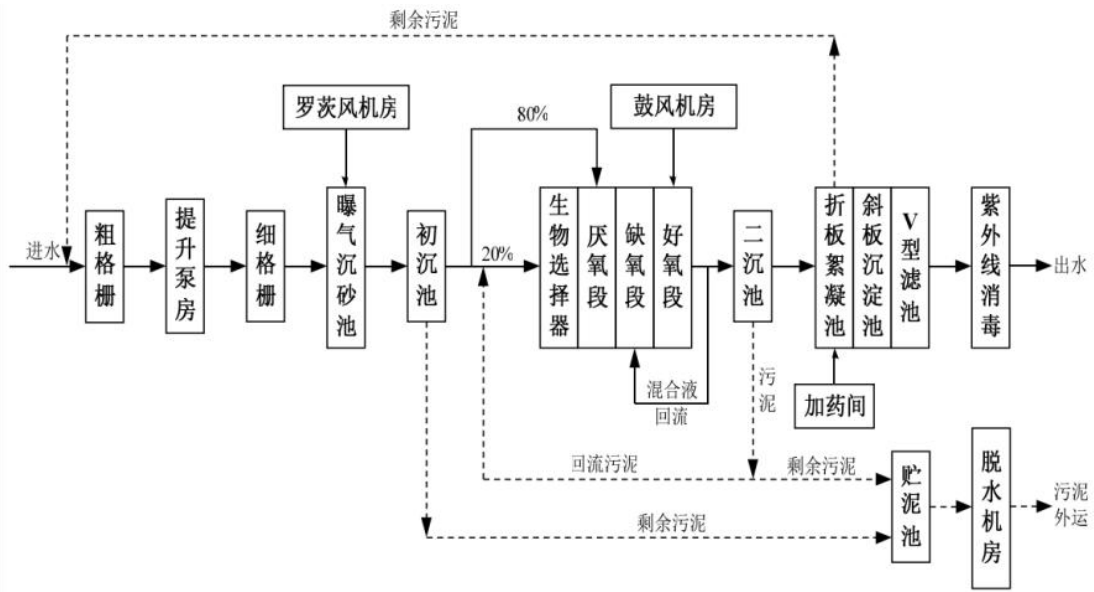 剩余污泥
罗茨风机房
鼓风机房
80%
进水
粗格栅
提升泵房
细格栅
曝气沉砂池
初沉池
20%
生物选择器
厌氧段
缺氧段
好氧段
二沉池
折板絮凝池
斜板沉淀池
V型滤池
紫外线消毒
出水
混合液
回流
污泥
加药间
回流污泥
剩余污泥
贮泥池
脱水机房
污泥
外运
剩余污泥